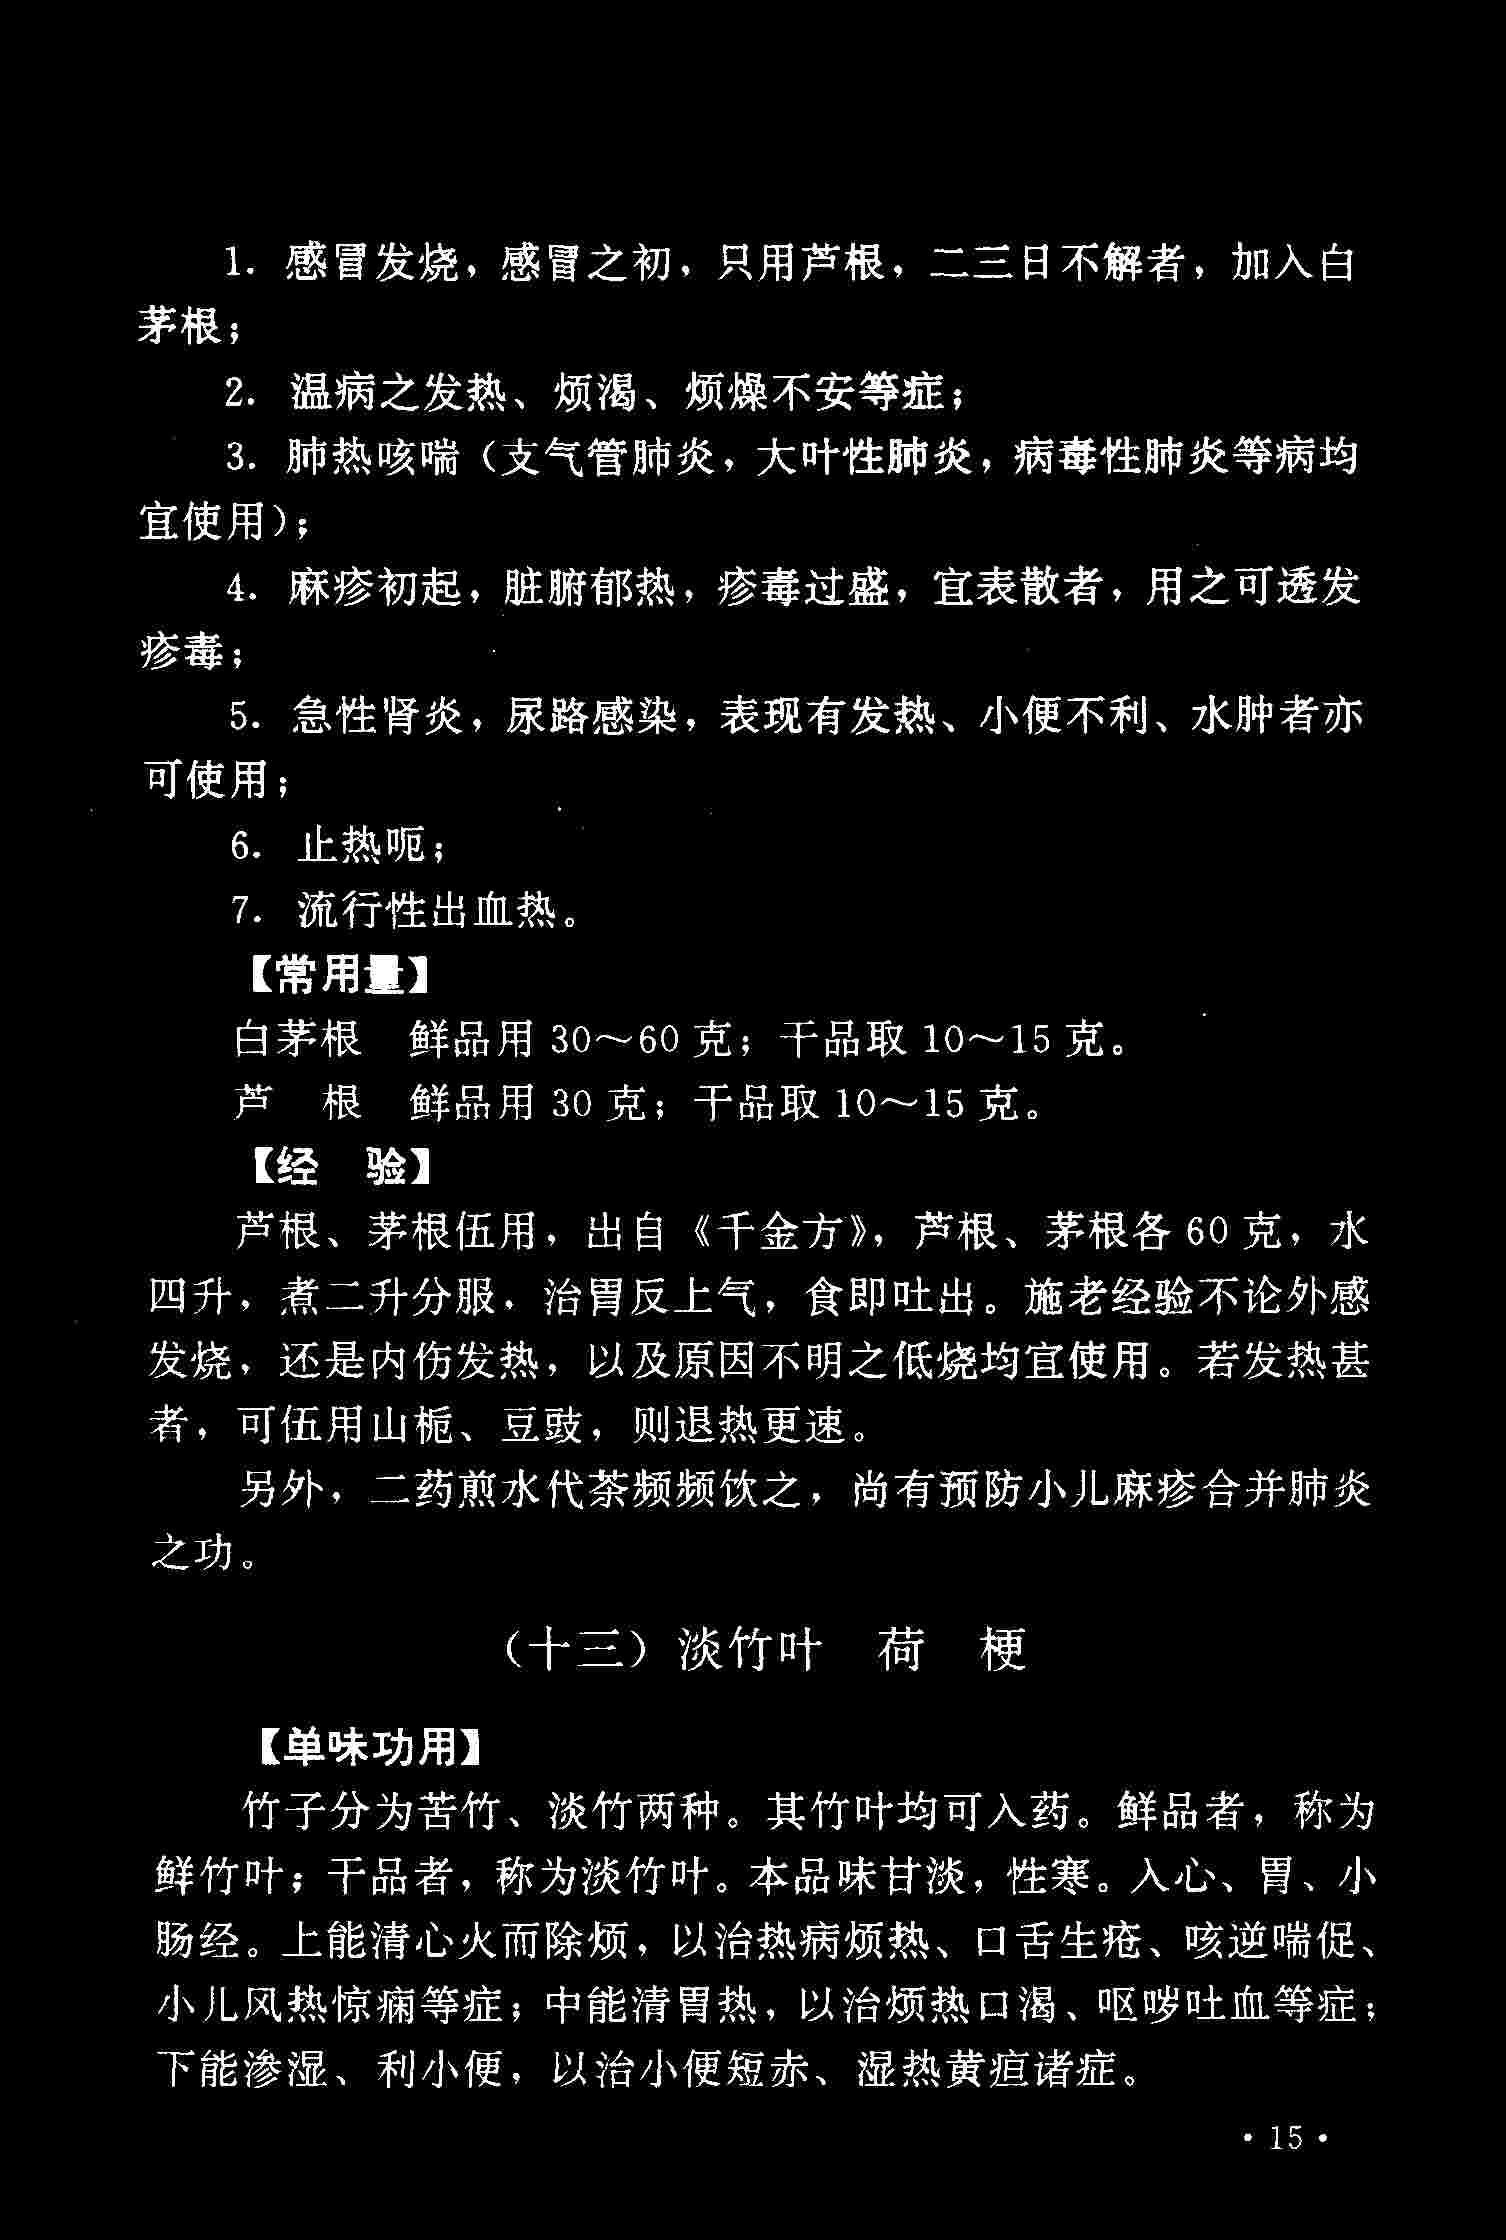 1. 感冒发烧，感冒之初，只用芦根，二三日不解者，加入白
茅根；
2. 温病之发热、烦渴、烦燥不安等症；
3. 肺热咳喘（支气管肺炎，大叶性肺炎，病毒性肺炎等病均
宜使用）；
4. 麻疹初起，脏腑郁热，疹毒过盛，宜表散者，用之可透发
疹毒；
5. 急性肾炎，尿路感染，表现有发热、小便不利、水肿者亦
可使用；
6. 止热呃；
7. 流行性出血热。
【常用量】
白茅根　鲜品用 30～60 克；干品取 10～15 克。
芦　根　鲜品用 30 克；干品取 10～15 克。
【经　验】
芦根、茅根伍用，出自《千金方》，芦根、茅根各 60 克，水
四升，煮二升分服，治胃反上气，食即吐出。施老经验不论外感
发烧，还是内伤发热，以及原因不明之低烧均宜使用。若发热甚
者，可伍用山栀、豆豉，则退热更速。
另外，二药煎水代茶频频饮之，尚有预防小儿麻疹合并肺炎
之功。
（十三）淡竹叶　荷　梗
【单味功用】
竹子分为苦竹、淡竹两种。其竹叶均可入药。鲜品者，称为
鲜竹叶；干品者，称为淡竹叶。本品味甘淡，性寒。入心、胃、小
肠经。上能清心火而除烦，以治热病烦热、口舌生疮、咳逆喘促、
小儿风热惊痫等症；中能清胃热，以治烦热口渴、呕哕吐血等症；
下能渗湿、利小便，以治小便短赤、湿热黄疸诸症。
· 15 ·